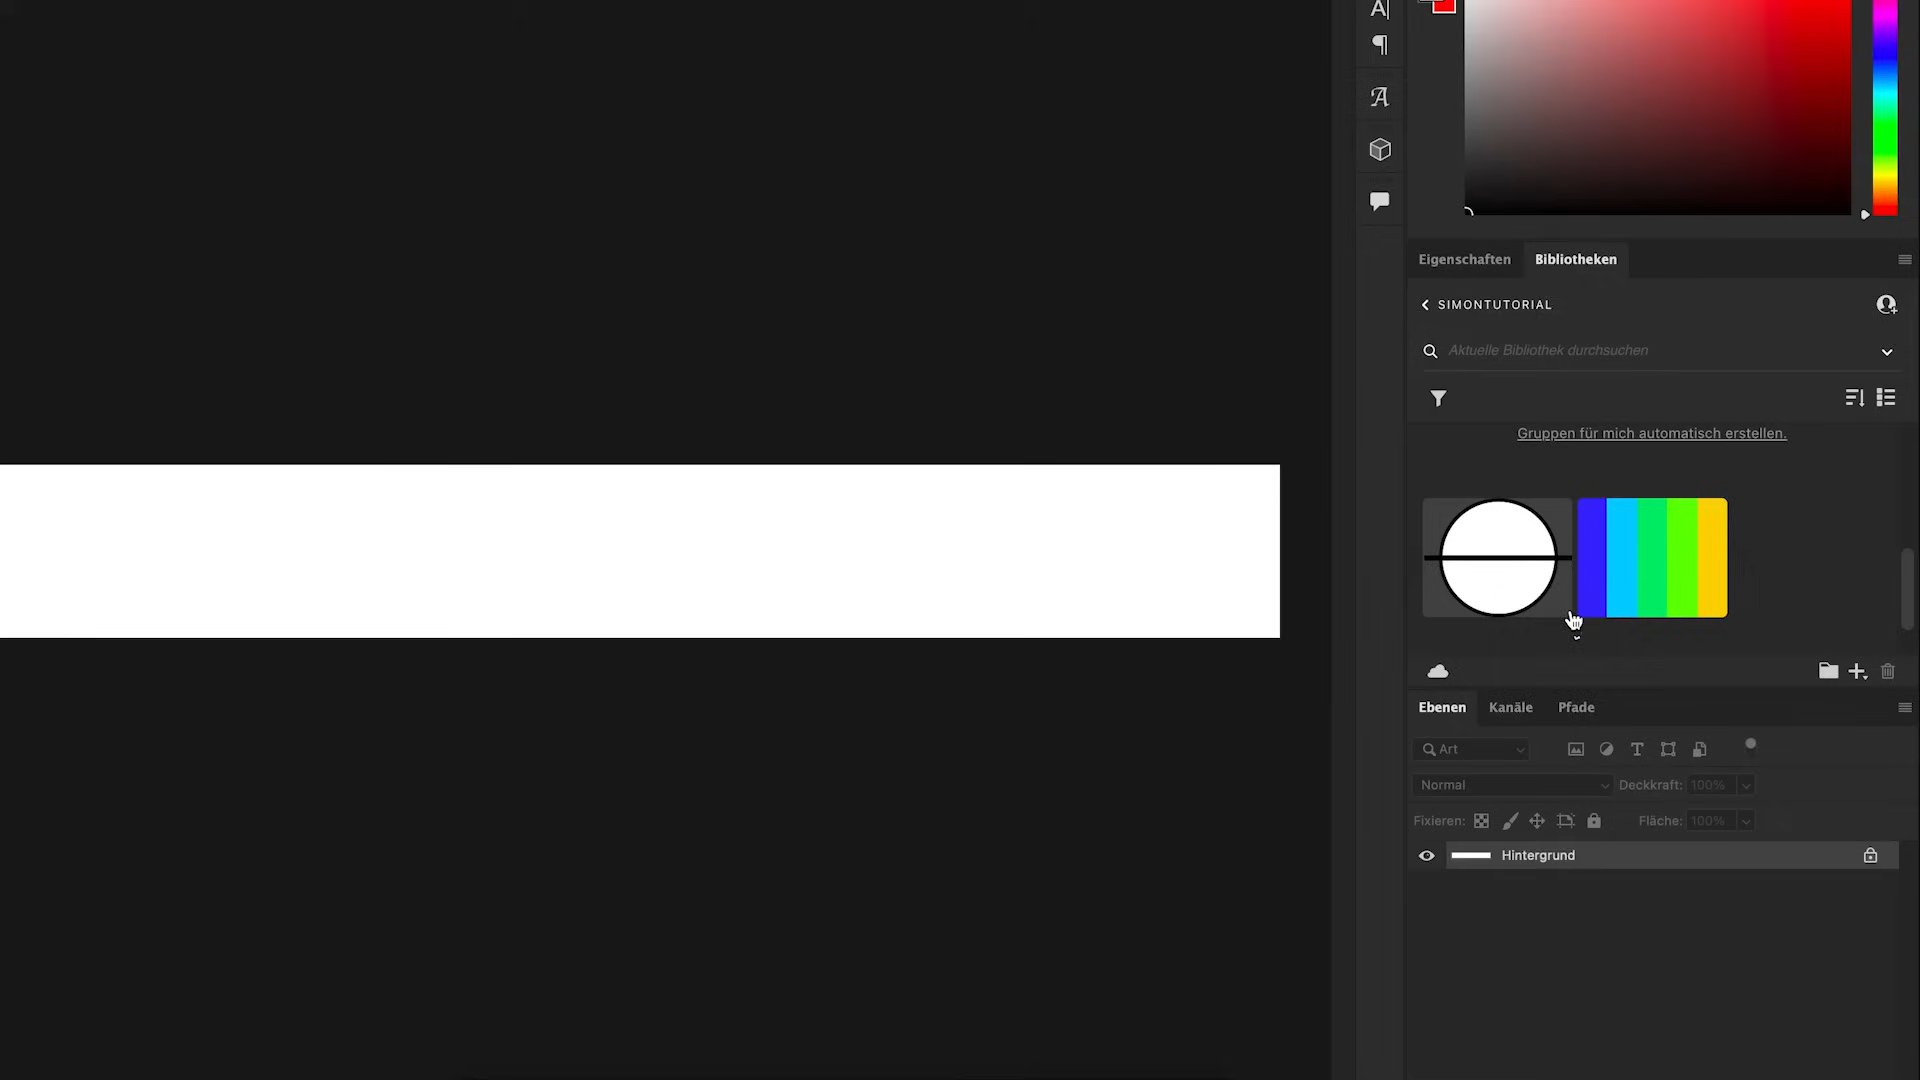 Eigenschaften Bibliotheken
SIMONTUTORIAL
Aktuelle Bibliothek durchsuchen
Gruppen für mich automatisch erstellen.
Ebenen Kanäle Pfade
Art
Normal Deckkraft: 100%
Fixieren: Fläche: 100%
Hintergrund